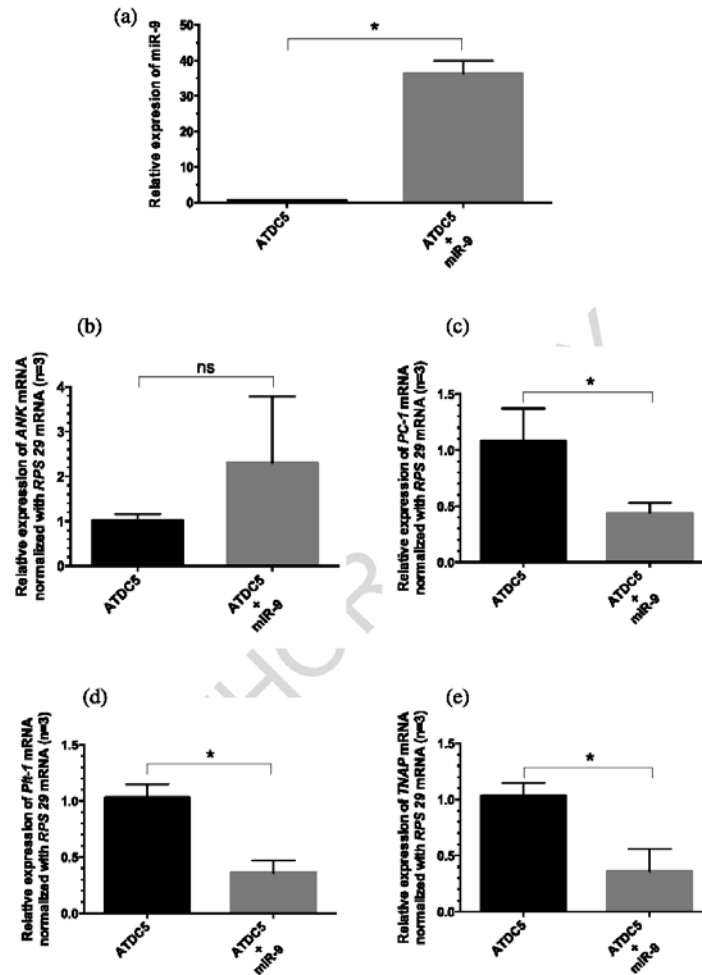 (a)
Relative expresion of miR-9
50
40
30
20
10
0
*
ATDC5
ATDC5
+
miR-9
(b)
Relative expression of ANK mRNA
normalized with RPS 29 mRNA (n=3)
4
3
2
1
0
ns
ATDC5
ATDC5
+
miR-9
(c)
Relative expression of PC-1 mRNA
normalized with RPS 29 mRNA (n=3)
1.5
1.0
0.5
0.0
*
ATDC5
ATDC5
+
miR-9
(d)
Relative expression of Pit-1 mRNA
normalized with RPS 29 mRNA (n=3)
1.5
1.0
0.5
0.0
*
ATDC5
ATDC5
+
miR-9
(e)
Relative expression of TNAP mRNA
normalized with RPS 29 mRNA (n=3)
1.5
1.0
0.5
0.0
*
ATDC5
ATDC5
+
miR-9